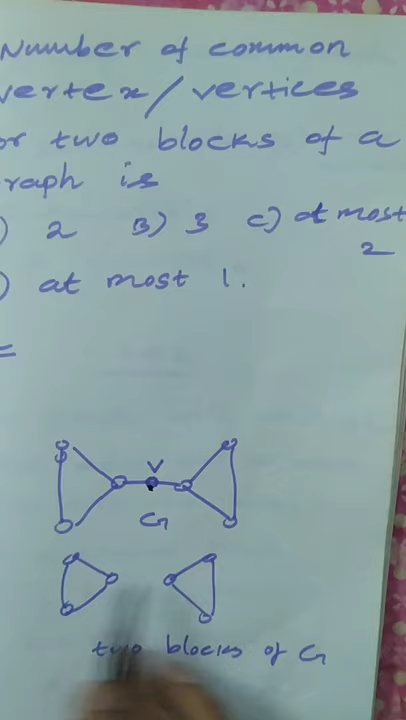 Number of common
vertex/vertices
or two blocks of a
raph is
) 2 B) 3 c) at most
2
) at most 1.
=
V
G
two blocks of G